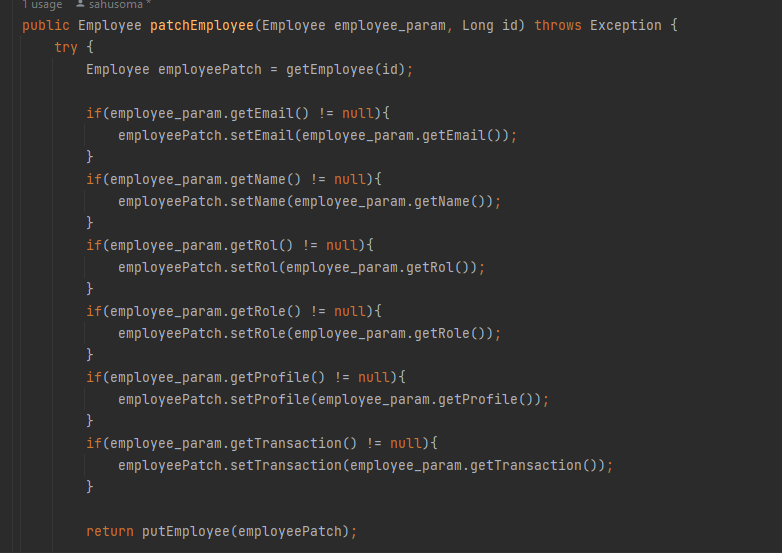 1 usage sahusoma *
public Employee patchEmployee(Employee employee_param, Long id) throws Exception {
try {
Employee employeePatch = getEmployee(id);
if(employee_param.getEmail() != null){
employeePatch.setEmail(employee_param.getEmail());
}
if(employee_param.getName() != null){
employeePatch.setName(employee_param.getName());
}
if(employee_param.getRol() != null){
employeePatch.setRol(employee_param.getRol());
}
if(employee_param.getRole() != null){
employeePatch.setRole(employee_param.getRole());
}
if(employee_param.getProfile() != null){
employeePatch.setProfile(employee_param.getProfile());
}
if(employee_param.getTransaction() != null){
employeePatch.setTransaction(employee_param.getTransaction());
}
return putEmployee(employeePatch);